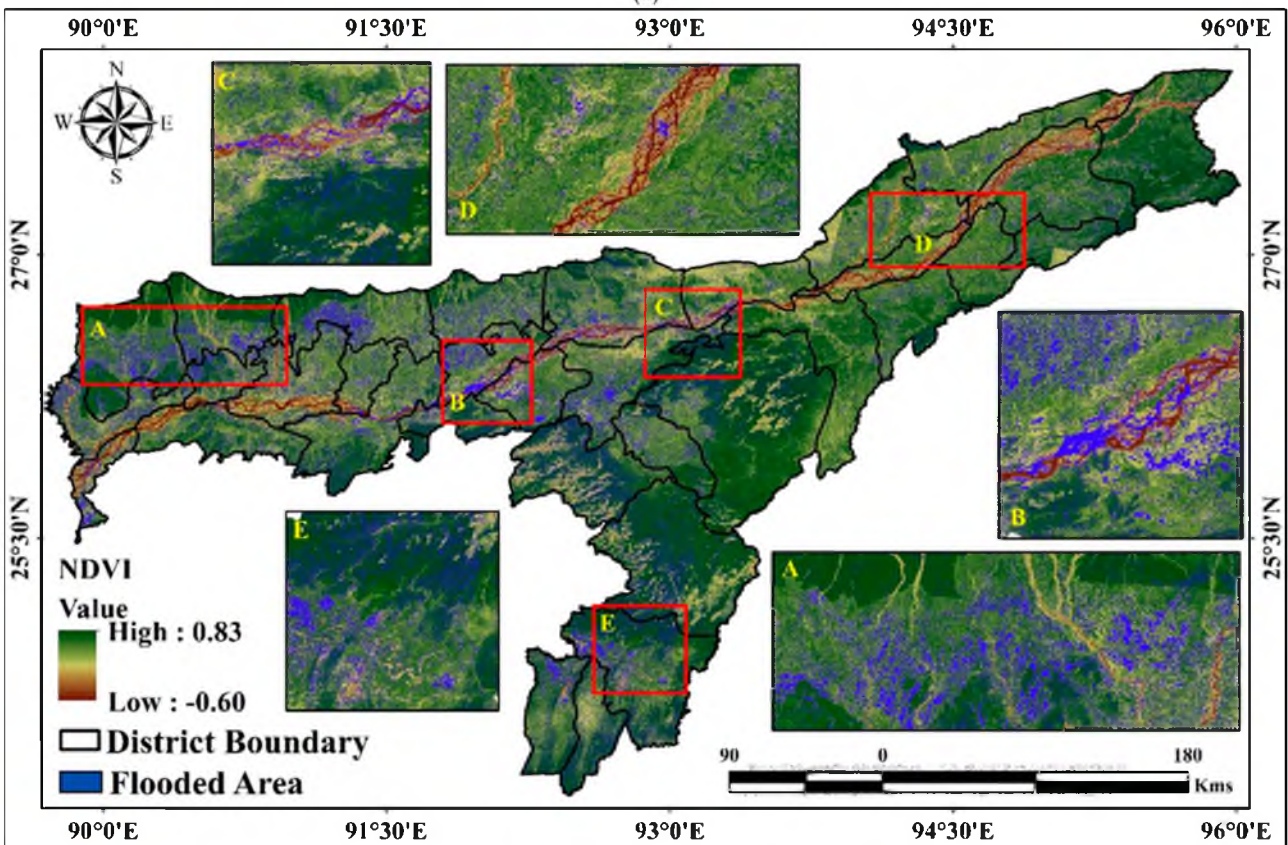 90°0'E 91°30'E 93°0'E 94°30'E 96°0'E
N
W E
S
C
D
27°0'N 27°0'N
D
A
C
B
B
25°30'N 25°30'N
E
A
E
NDVI
Value
High : 0.83
Low : -0.60
District Boundary
Flooded Area
90 0 180
Kms
90°0'E 91°30'E 93°0'E 94°30'E 96°0'E